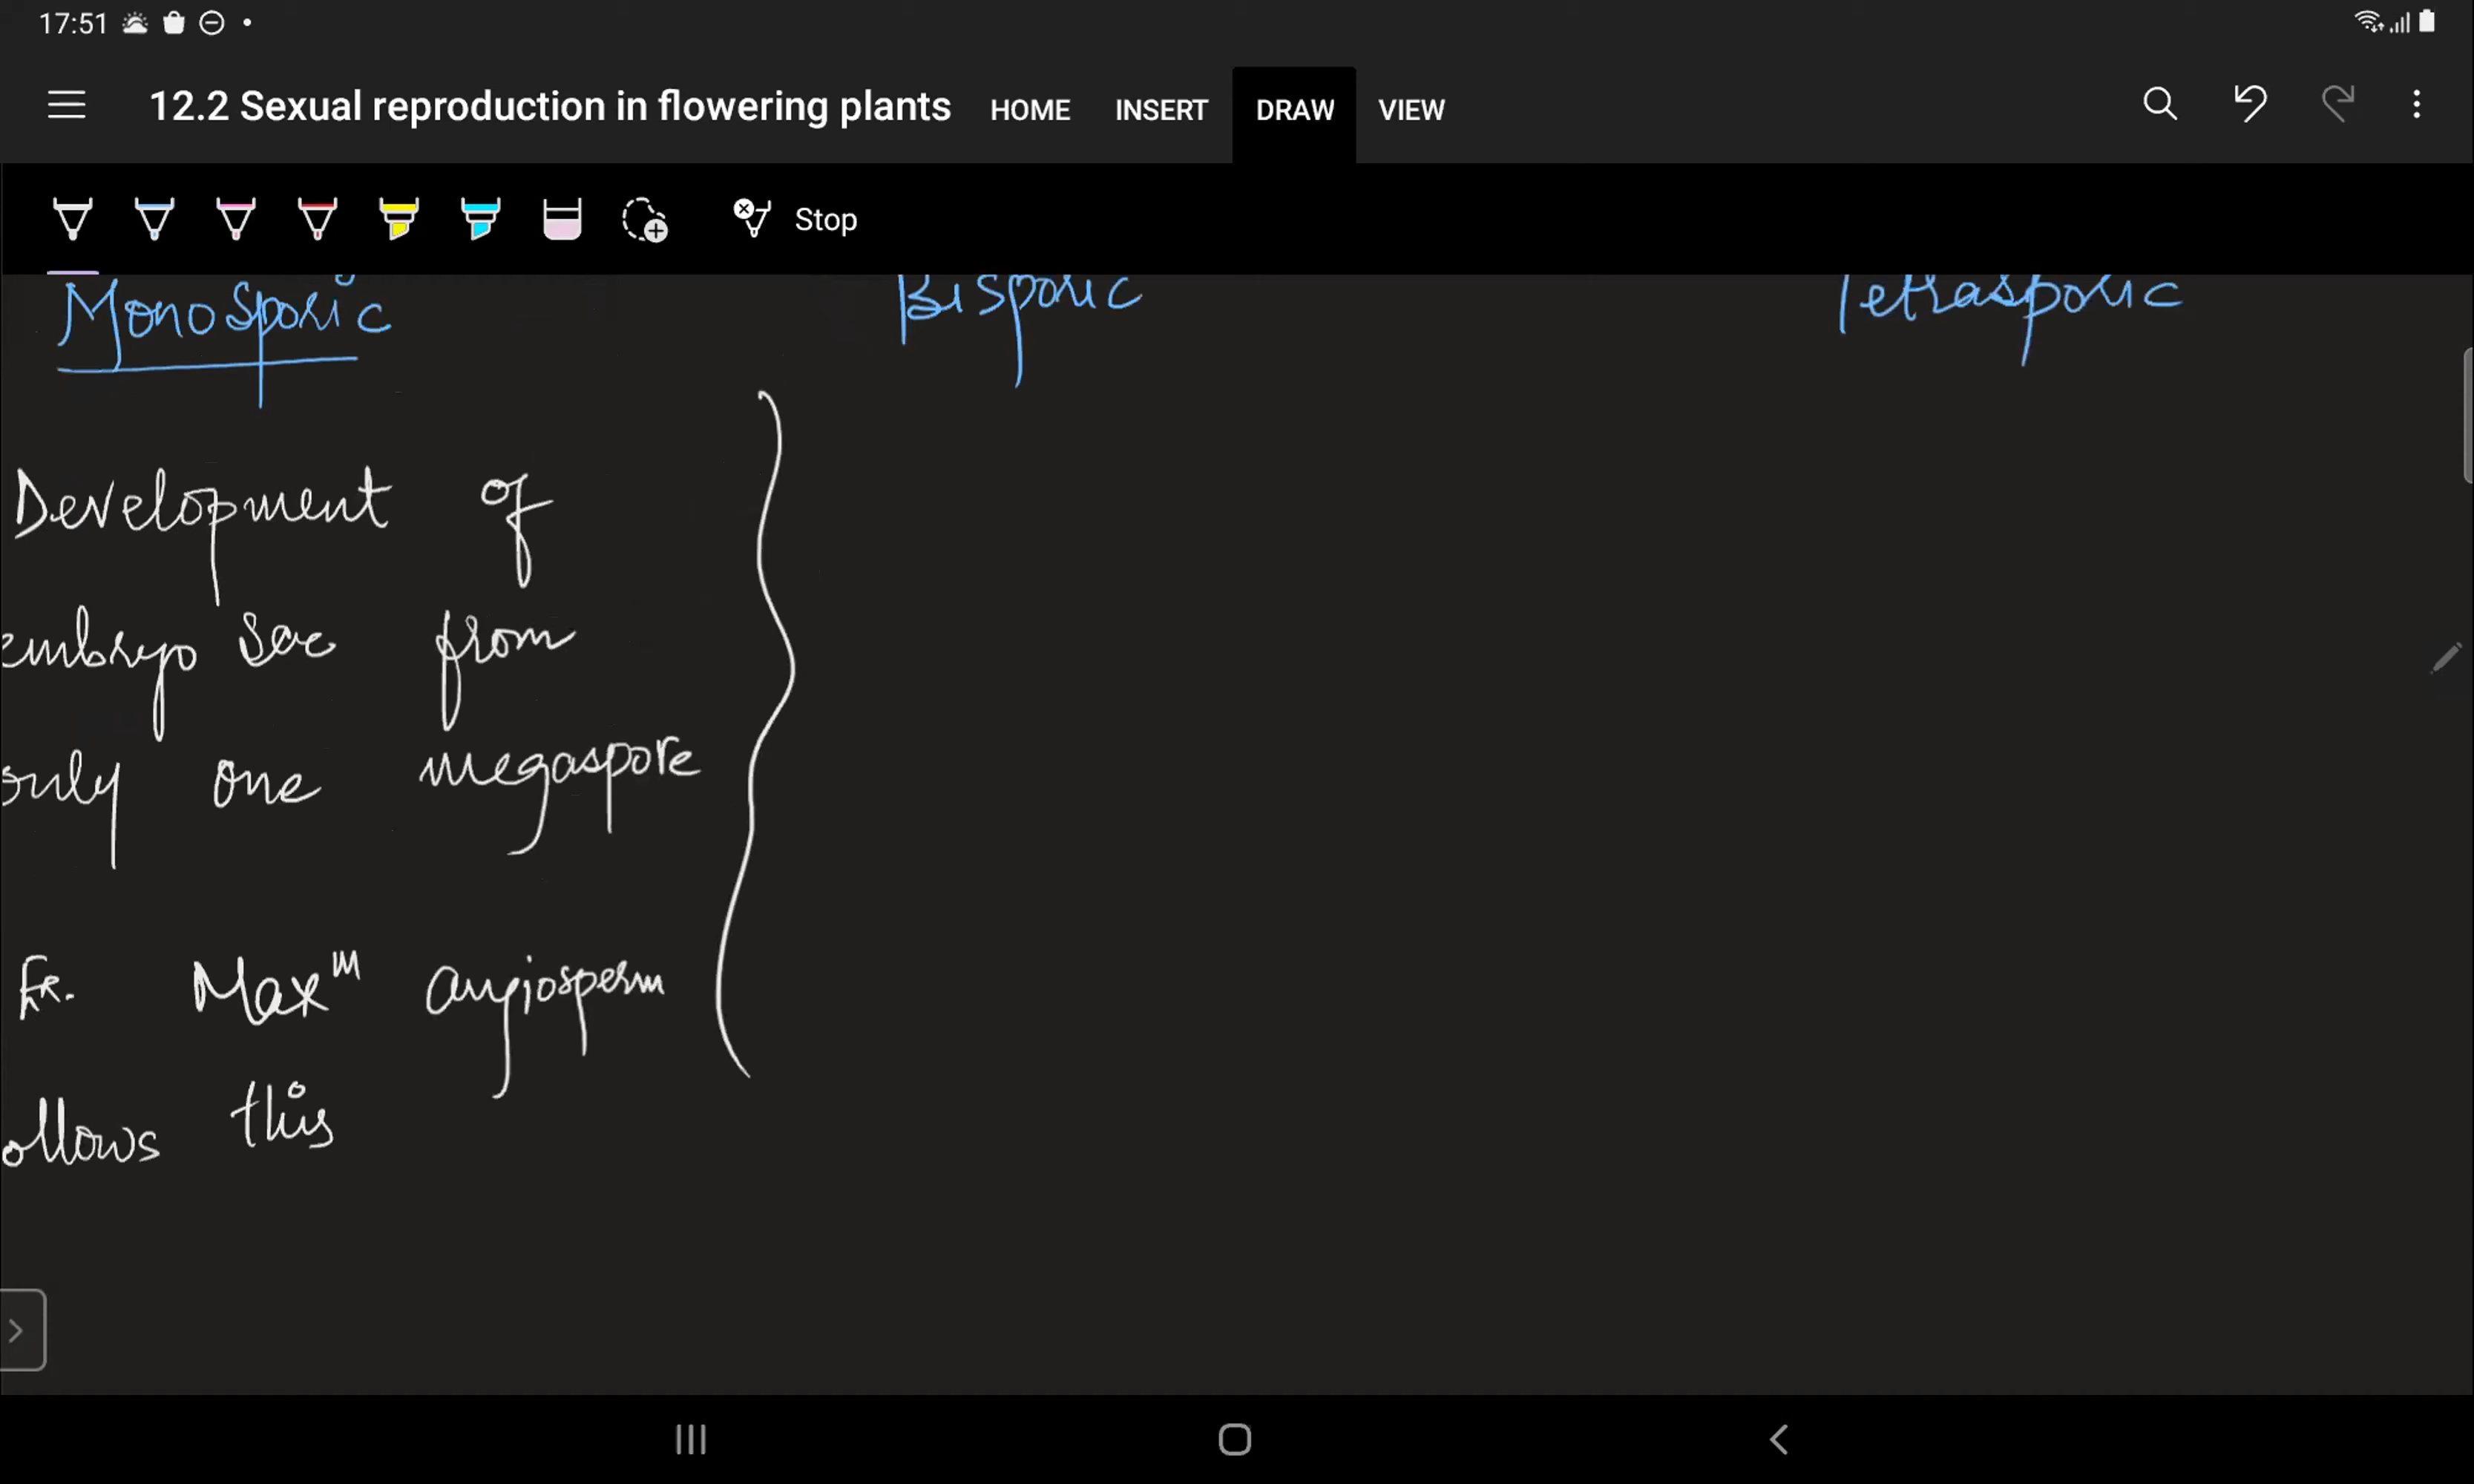 17:51
12.2 Sexual reproduction in flowering plants HOME INSERT DRAW VIEW
Stop
Monosporic Bisporic Tetrasporic
Development of
embryo sac from
only one megaspore
Ex. Maxᵐ angiosperm
ollows this